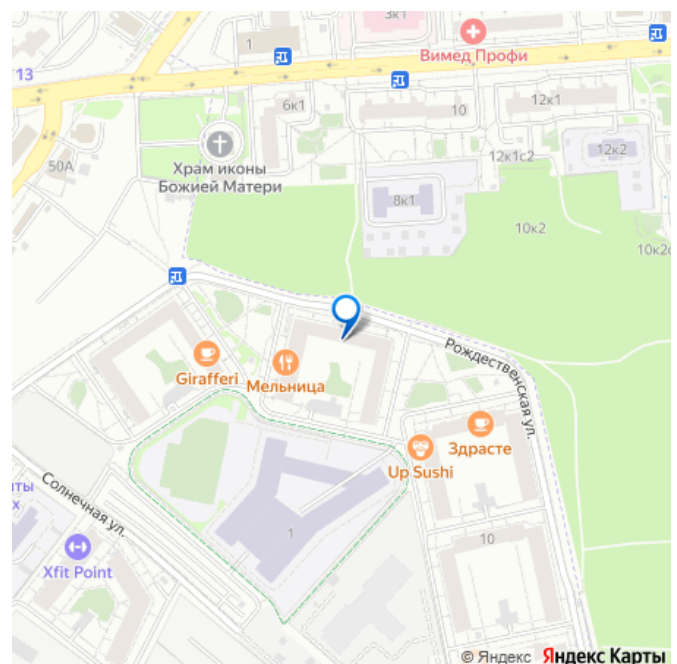 3к1
Вимед Профи
1
13
6к1
10
12к1
50А
Храм иконы
Божией Матери
12к1с2
12к2
8к1
10к2
Рождественская ул.
Girafferi
Мельница
Здрасте
Up Sushi
Солнечная ул.
1
10
Xfit Point
© Яндекс Яндекс Карты